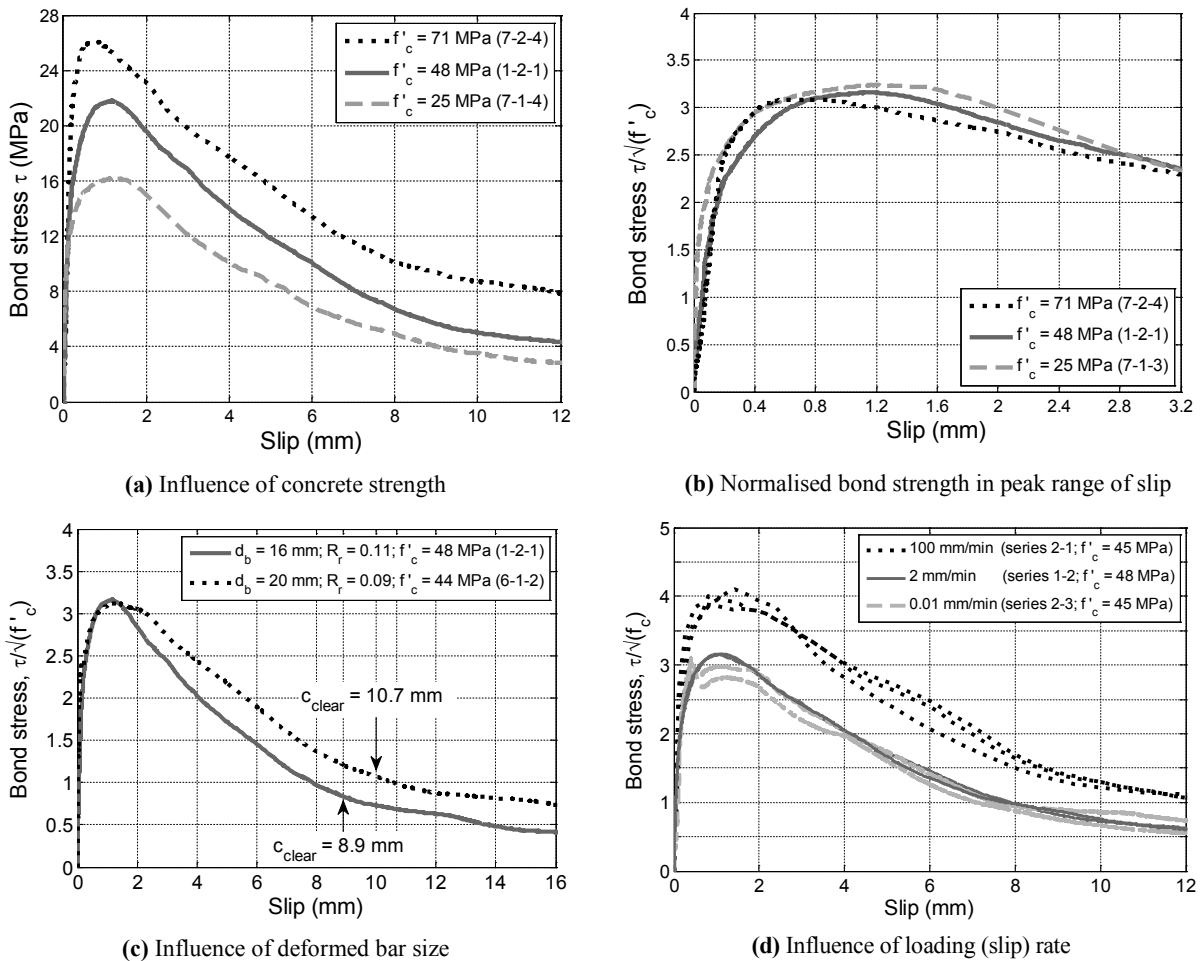 28
24
20
16
12
8
4
0
Bond stress τ (MPa)
f'c = 71 MPa (7-2-4)
f'c = 48 MPa (1-2-1)
f'c = 25 MPa (7-1-4)
0 2 4 6 8 10 12
Slip (mm)
(a) Influence of concrete strength
4
3.5
3
2.5
2
1.5
1
0.5
0
Bond stress τ/√(f'c)
f'c = 71 MPa (7-2-4)
f'c = 48 MPa (1-2-1)
f'c = 25 MPa (7-1-3)
0 0.4 0.8 1.2 1.6 2 2.4 2.8 3.2
Slip (mm)
(b) Normalised bond strength in peak range of slip
4
3.5
3
2.5
2
1.5
1
0.5
0
Bond stress, τ/√(f'c)
db = 16 mm; Rr = 0.11; f'c = 48 MPa (1-2-1)
db = 20 mm; Rr = 0.09; f'c = 44 MPa (6-1-2)
cclear = 10.7 mm
cclear = 8.9 mm
0 2 4 6 8 10 12 14 16
Slip (mm)
(c) Influence of deformed bar size
5
4
3
2
1
0
Bond stress, τ/√(fc)
100 mm/min (series 2-1; f'c = 45 MPa)
2 mm/min (series 1-2; f'c = 48 MPa)
0.01 mm/min (series 2-3; f'c = 45 MPa)
0 2 4 6 8 10 12
Slip (mm)
(d) Influence of loading (slip) rate